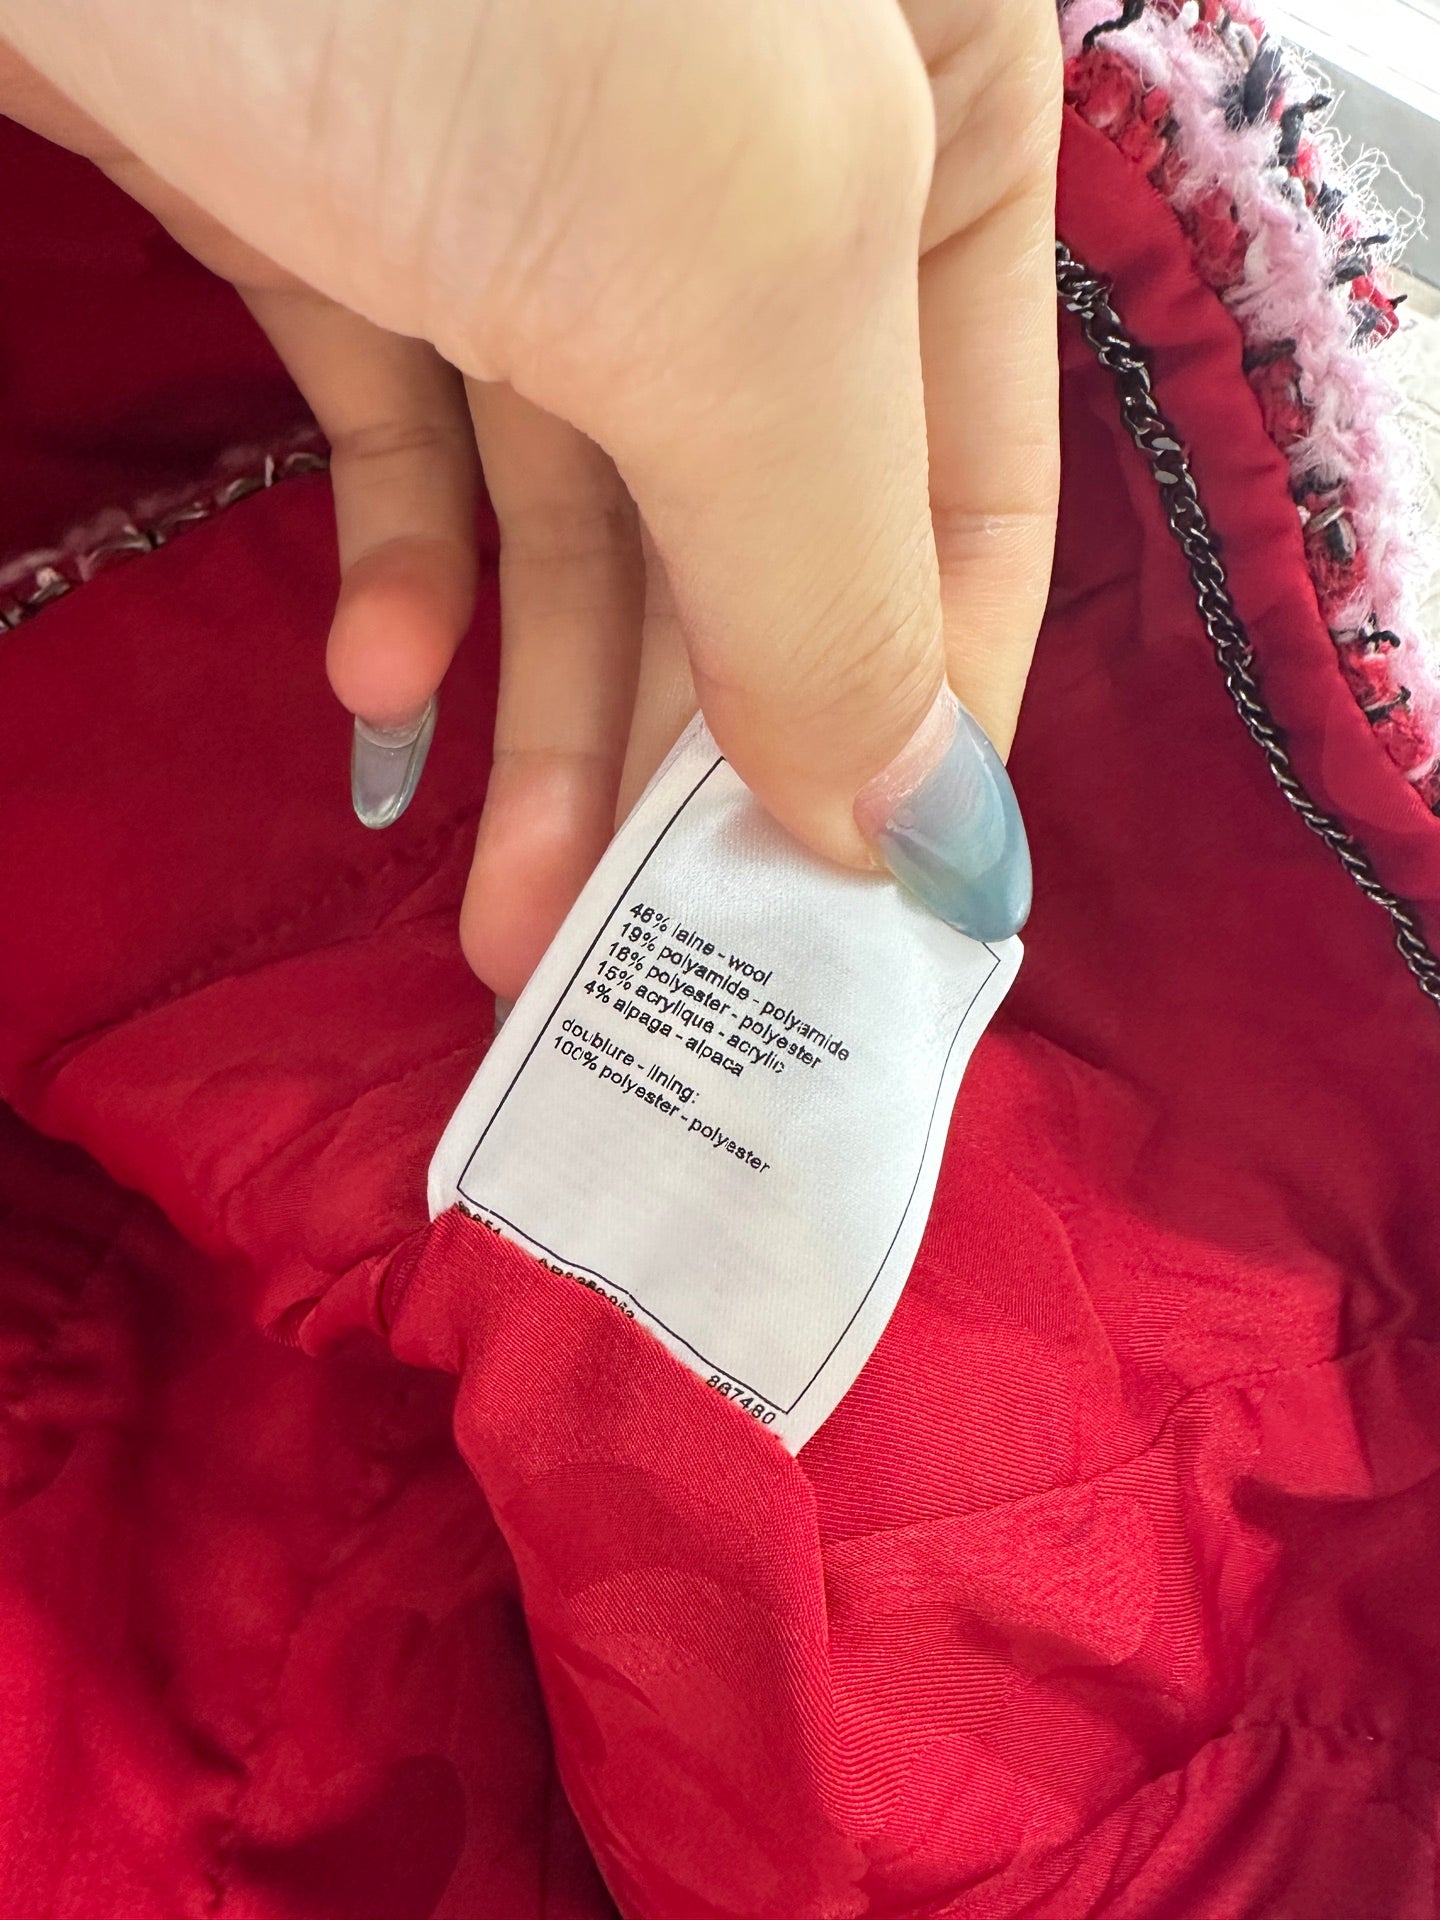 46% laine - wool
19% polyamide - polyamide
16% polyester - polyester
15% acrylique - acrylic
4% alpaga - alpaca
doublure - lining:
100% polyester - polyester
867480